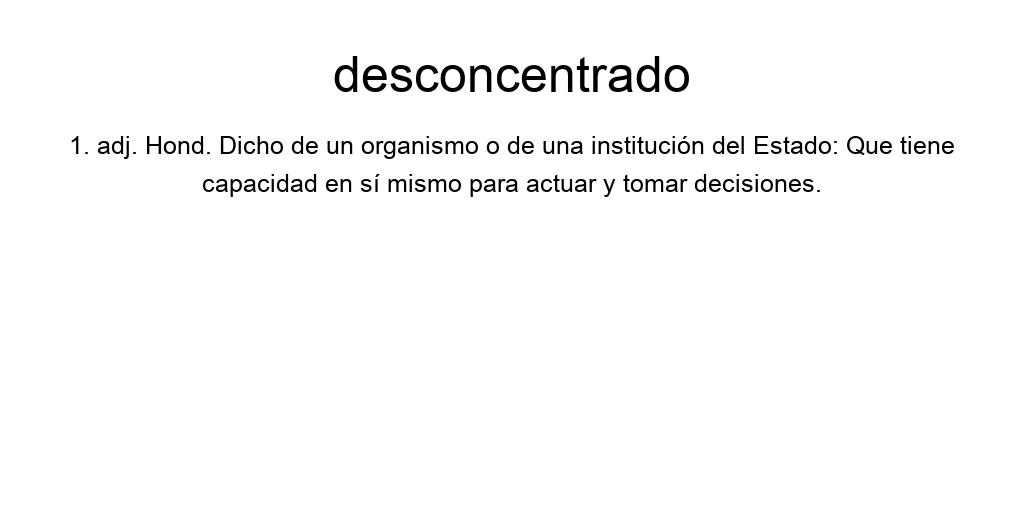 desconcentrado
1. adj. Hond. Dicho de un organismo o de una institución del Estado: Que tiene
capacidad en sí mismo para actuar y tomar decisiones.